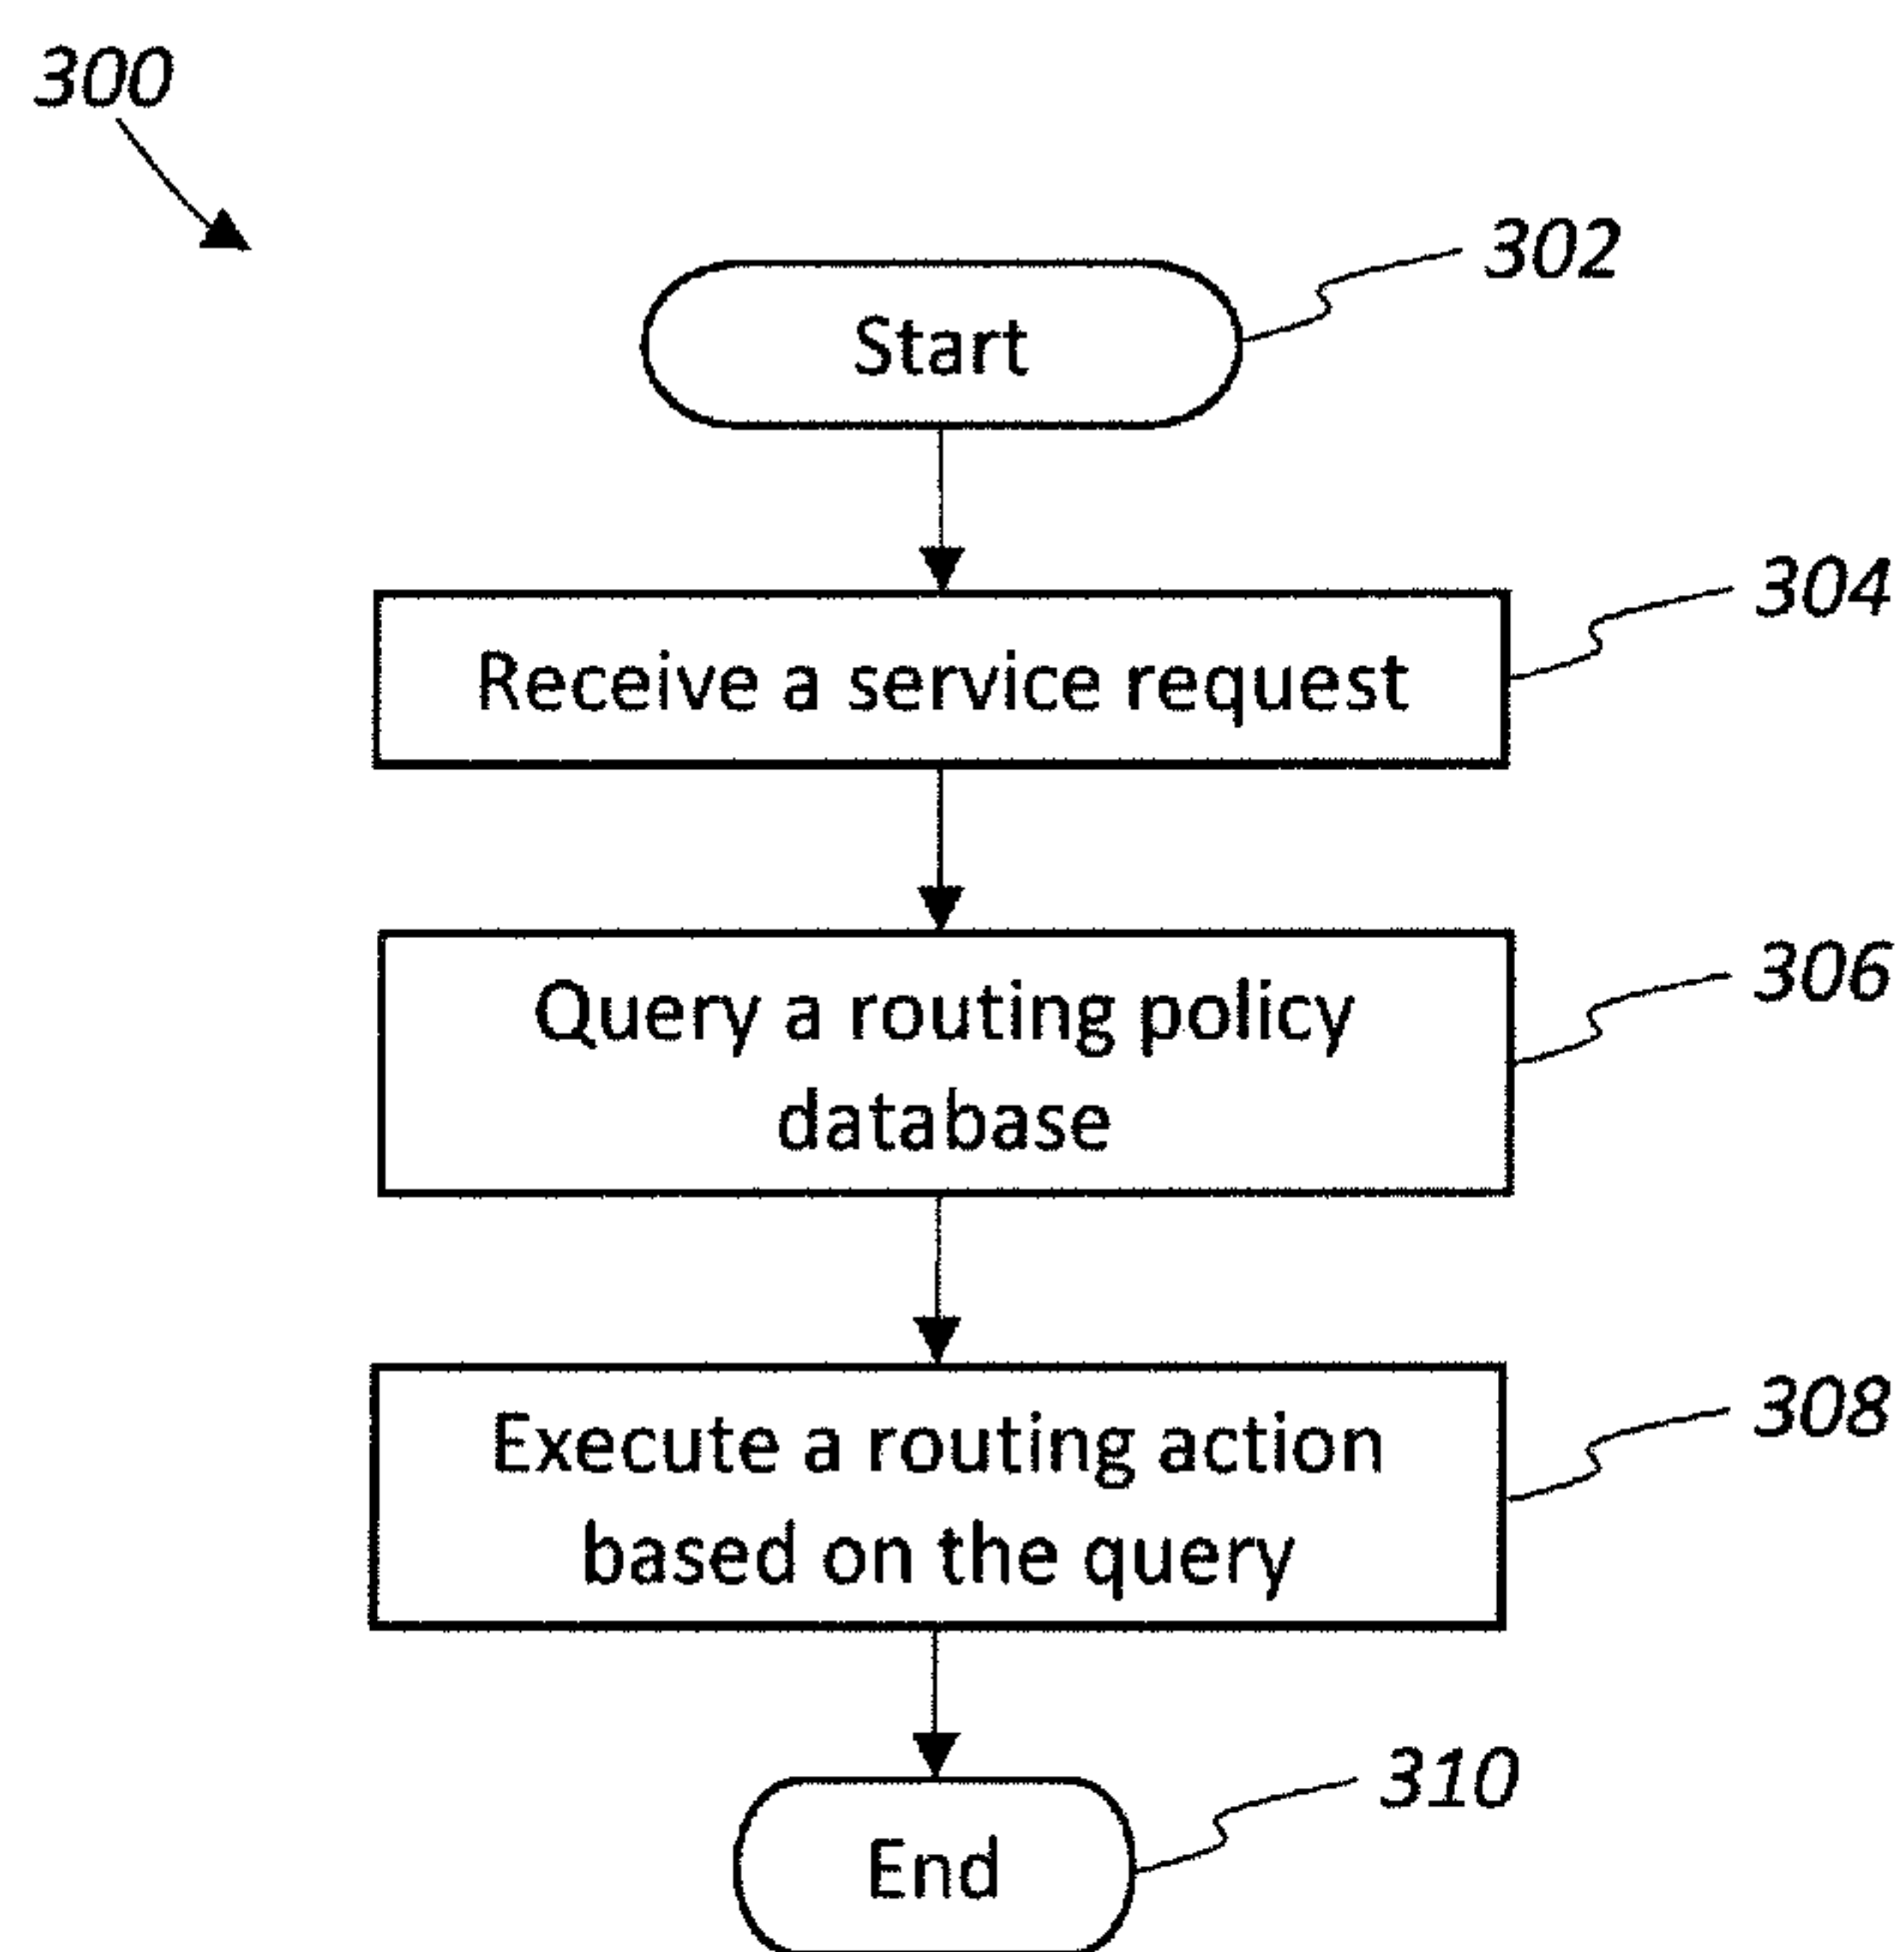 300
302
Start
304
Receive a service request
306
Query a routing policy
database
308
Execute a routing action
based on the query
310
End